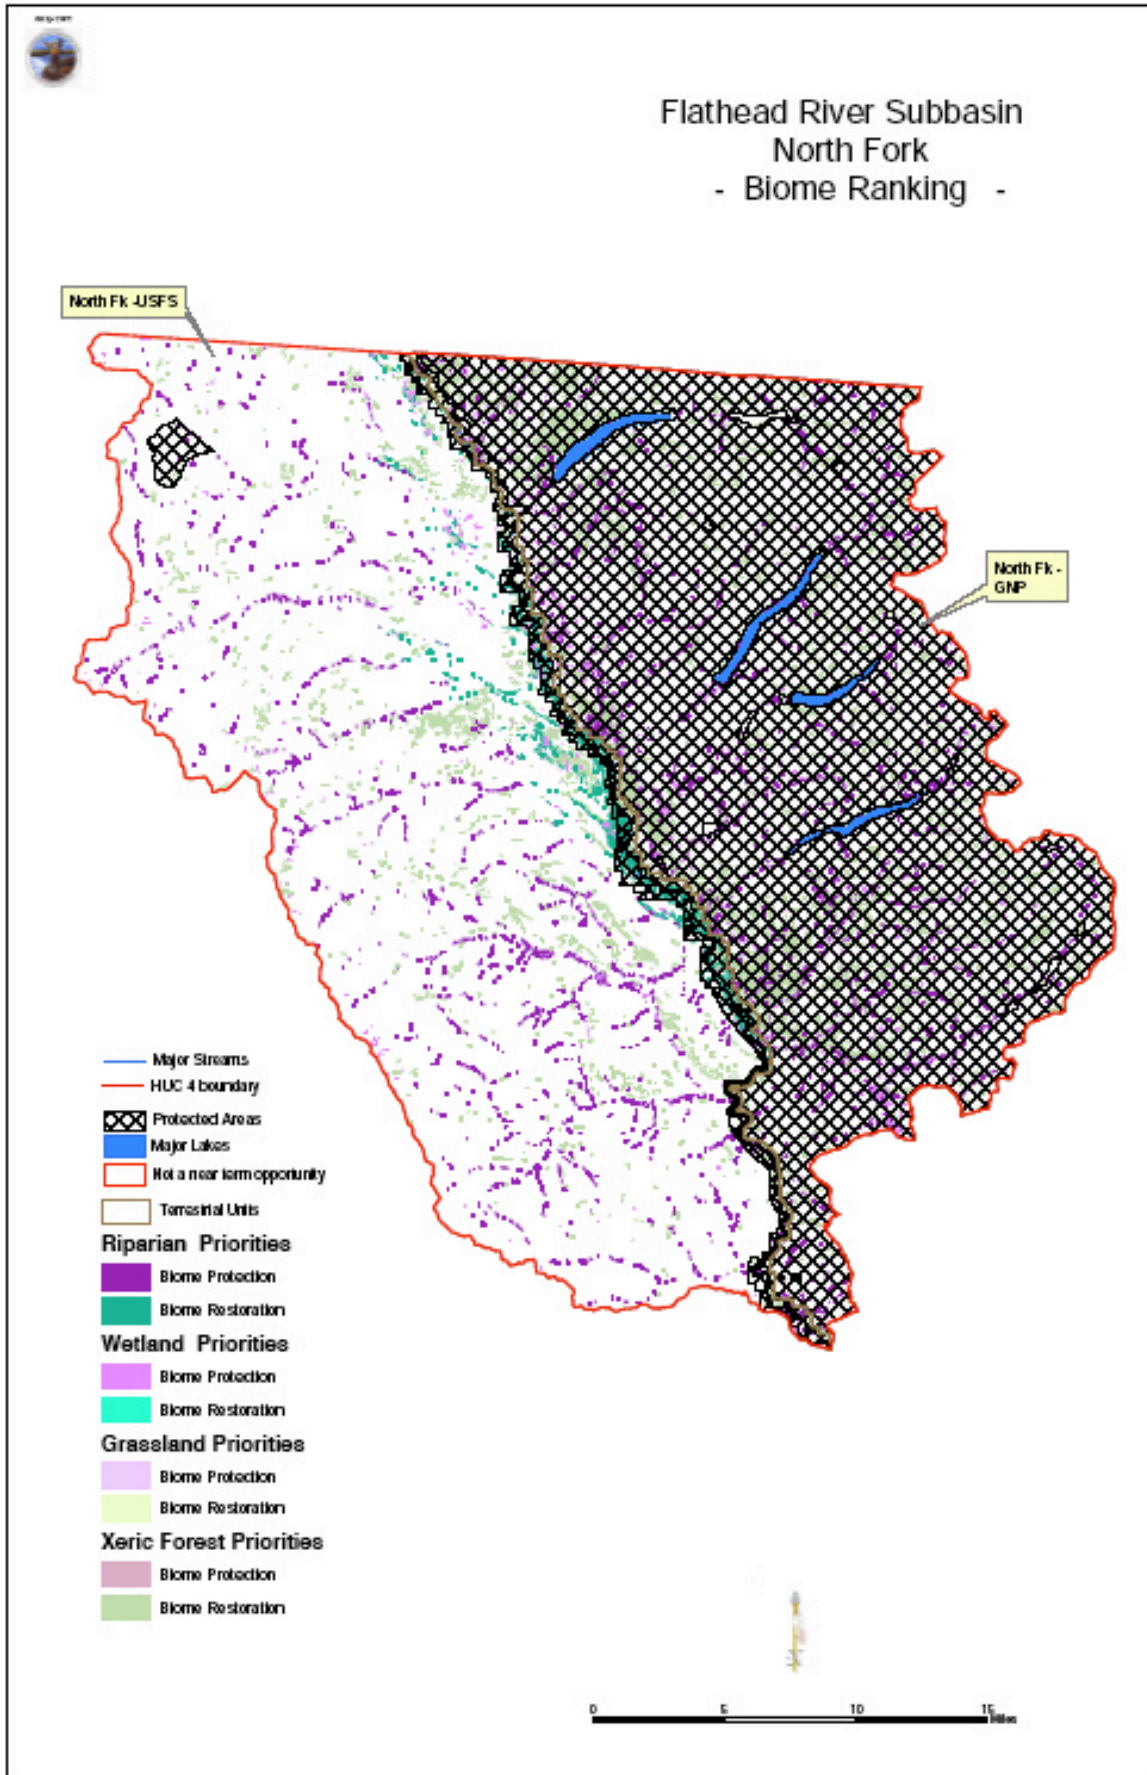 Flathead River Subbasin
North Fork
- Biome Ranking -
North Fk -USFS
North Fk -
GNP
Major Streams
HUC 4 boundary
Protected Areas
Major Lakes
Not a near term opportunity
Terrestrial Units
Riparian Priorities
Biome Protection
Biome Restoration
Wetland Priorities
Biome Protection
Biome Restoration
Grassland Priorities
Biome Protection
Biome Restoration
Xeric Forest Priorities
Biome Protection
Biome Restoration
0 5 10 15
Miles